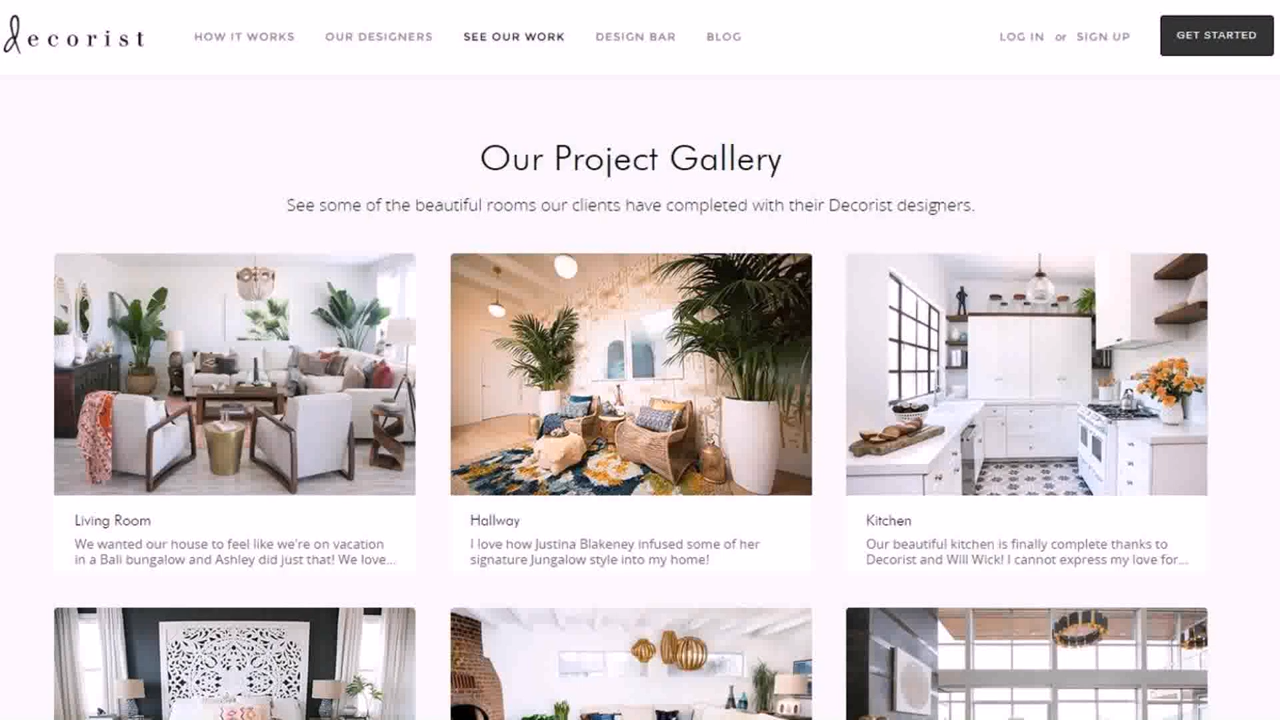 decorist
HOW IT WORKS
OUR DESIGNERS
SEE OUR WORK
DESIGN BAR
BLOG
LOG IN or SIGN UP
GET STARTED
Our Project Gallery
See some of the beautiful rooms our clients have completed with their Decorist designers.
Living Room
We wanted our house to feel like we're on vacation
in a Bali bungalow and Ashley did just that! We love...
Hallway
I love how Justina Blakeney infused some of her
signature Jungalow style into my home!
Kitchen
Our beautiful kitchen is finally complete thanks to
Decorist and Will Wick! I cannot express my love for...